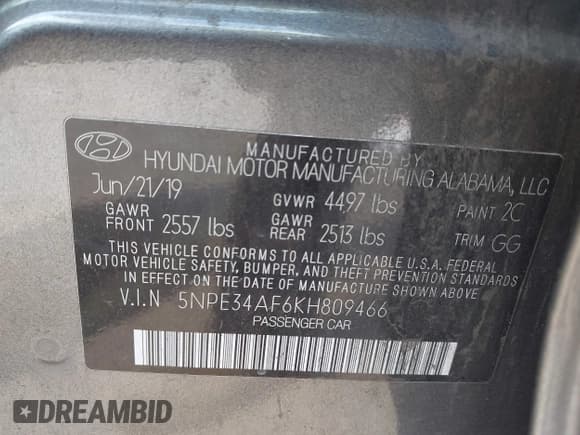 MANUFACTURED BY
HYUNDAI MOTOR MANUFACTURING ALABAMA, LLC
Jun/21/19 GVWR 4497 lbs PAINT 2C
GAWR FRONT 2557 lbs GAWR REAR 2513 lbs TRIM GG
THIS VEHICLE CONFORMS TO ALL APPLICABLE U.S.A. FEDERAL
MOTOR VEHICLE SAFETY, BUMPER, AND THEFT PREVENTION STANDARDS
IN EFFECT ON THE DATE OF MANUFACTURE SHOWN ABOVE.
V.I.N 5NPE34AF6KH809466
PASSENGER CAR
DREAMBID